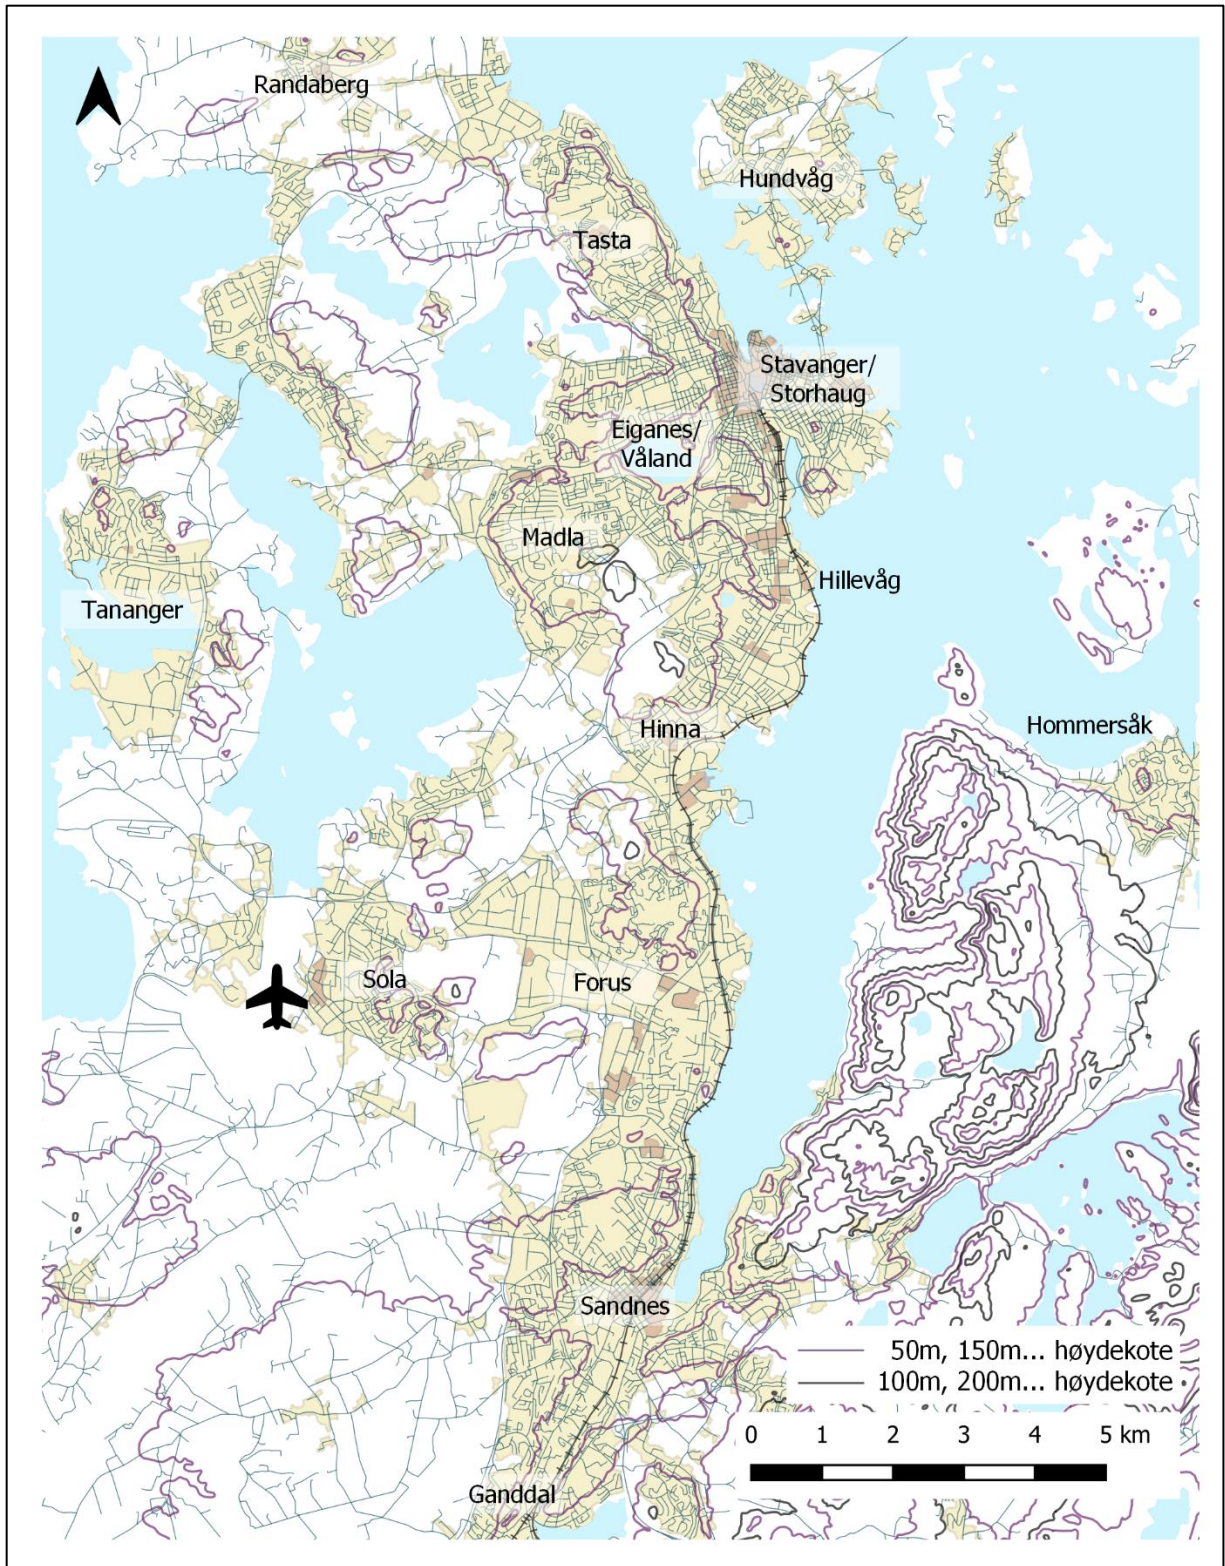 Randaberg
Hundvåg
Tasta
Stavanger/
Storhaug
Eiganes/
Våland
Madla
Hillevåg
Tananger
Hinna
Hommersåk
Sola
Forus
Sandnes
50m, 150m... høydekote
100m, 200m... høydekote
0 1 2 3 4 5 km
Ganddal